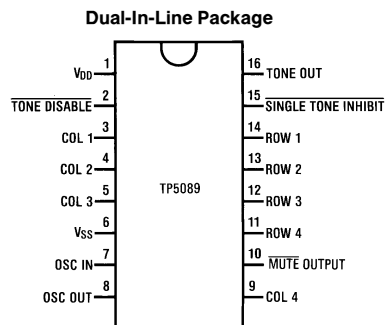 Dual-In-Line Package
VDD 1 16 TONE OUT
TONE DISABLE 2 15 SINGLE TONE INHIBIT
COL 1 3 14 ROW 1
COL 2 4 13 ROW 2
COL 3 5 TP5089 12 ROW 3
VSS 6 11 ROW 4
OSC IN 7 10 MUTE OUTPUT
OSC OUT 8 9 COL 4